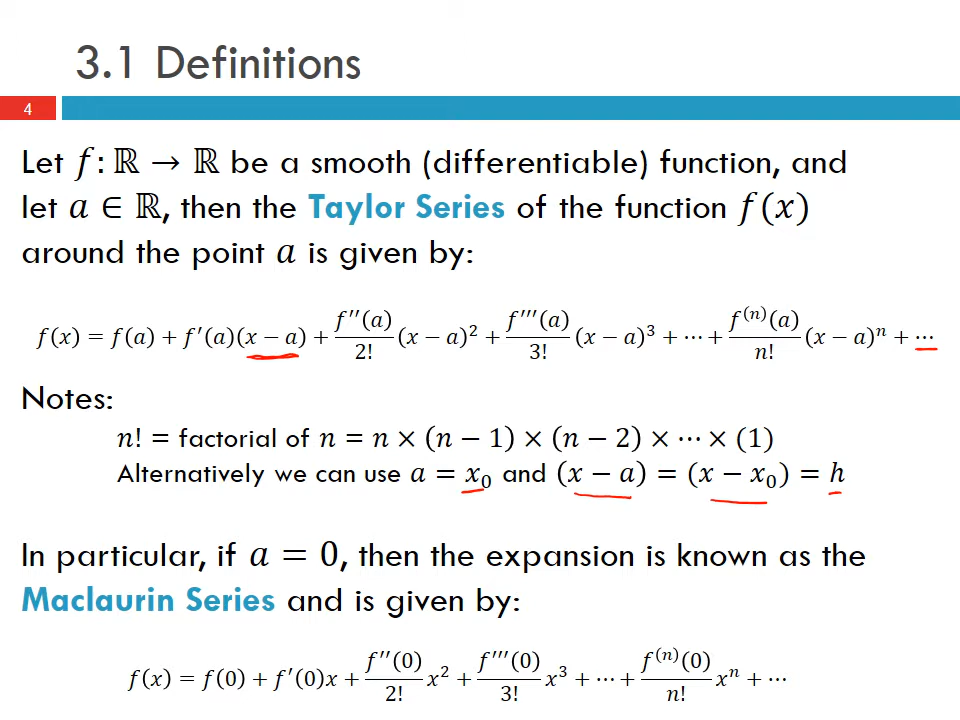 3.1 Definitions
4
Let 𝑓: ℝ → ℝ be a smooth (differentiable) function, and
let 𝑎 ∈ ℝ, then the Taylor Series of the function 𝑓(𝑥)
around the point 𝑎 is given by:
𝑓(𝑥) = 𝑓(𝑎) + 𝑓′(𝑎)(𝑥 − 𝑎) + 𝑓′′(𝑎)/2! (𝑥 − 𝑎)² + 𝑓′′′(𝑎)/3! (𝑥 − 𝑎)³ + ⋯ + 𝑓⁽ⁿ⁾(𝑎)/𝑛! (𝑥 − 𝑎)ⁿ + ⋯
Notes:
𝑛! = factorial of 𝑛 = 𝑛 × (𝑛 − 1) × (𝑛 − 2) × ⋯ × (1)
Alternatively we can use 𝑎 = 𝑥₀ and (𝑥 − 𝑎) = (𝑥 − 𝑥₀) = ℎ
In particular, if 𝑎 = 0, then the expansion is known as the
Maclaurin Series and is given by:
𝑓(𝑥) = 𝑓(0) + 𝑓′(0)𝑥 + 𝑓′′(0)/2! 𝑥² + 𝑓′′′(0)/3! 𝑥³ + ⋯ + 𝑓⁽ⁿ⁾(0)/𝑛! 𝑥ⁿ + ⋯